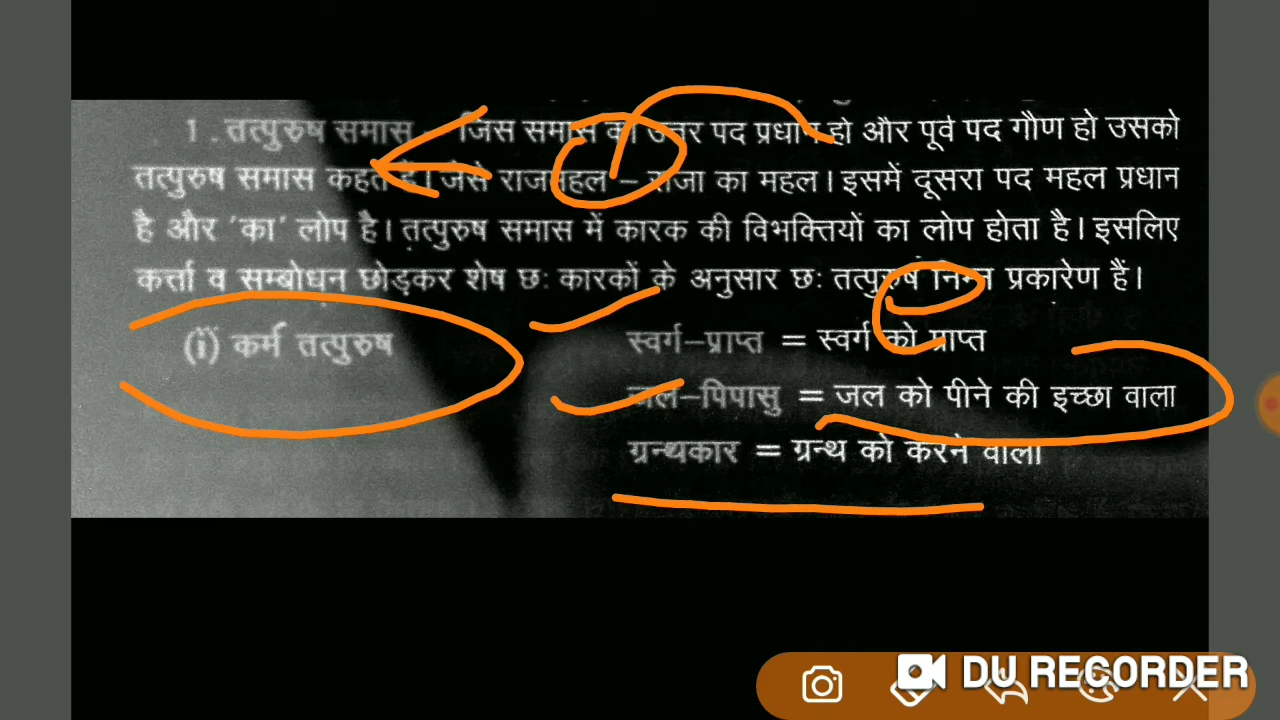 1. तत्पुरुष समास – जिस समास का उत्तर पद प्रधान हो और पूर्व पद गौण हो उसको
तत्पुरुष समास कहते हैं। जैसे राजमहल – राजा का महल। इसमें दूसरा पद महल प्रधान
है और 'का' लोप है। तत्पुरुष समास में कारक की विभक्तियों का लोप होता है। इसलिए
कर्त्ता व सम्बोधन छोड़कर शेष छः कारकों के अनुसार छः तत्पुरुष निम्न प्रकारेण हैं।
(i) कर्म तत्पुरुष
स्वर्ग–प्राप्त = स्वर्ग को प्राप्त
जल–पिपासु = जल को पीने की इच्छा वाला
ग्रन्थकार = ग्रन्थ को करने वाला
DU RECORDER